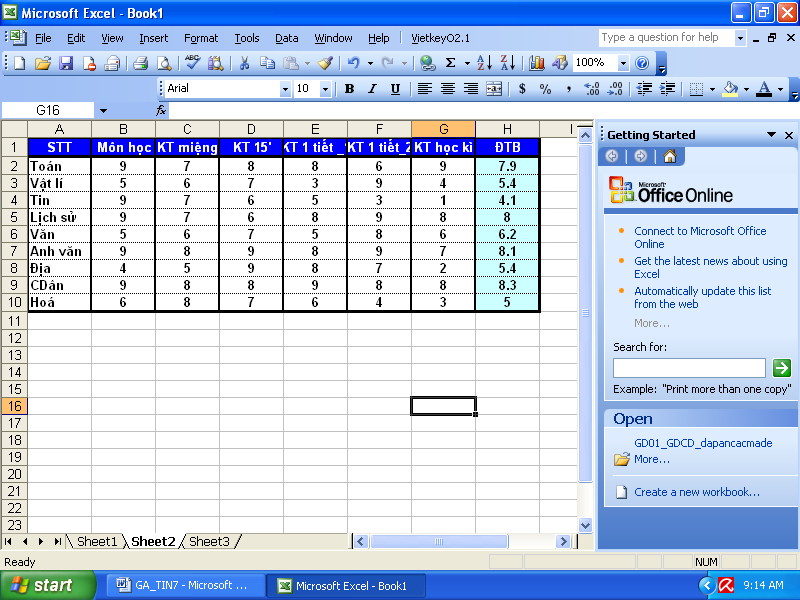 Microsoft Excel - Book1
File Edit View Insert Format Tools Data Window Help VietkeyO2.1
Type a question for help
100%
Arial 10 B I U $ % ,
G16 fx
A B C D E F G H I
1 STT Môn học KT miệng KT 15' KT 1 tiết _ KT 1 tiết_2 KT học kì ĐTB
2 Toán 9 7 8 8 6 9 7.9
3 Vật lí 5 6 7 3 9 4 5.4
4 Tin 9 7 6 5 3 1 4.1
5 Lịch sử 9 7 6 8 9 8 8
6 Văn 5 6 7 5 8 6 6.2
7 Anh văn 9 8 9 8 9 7 8.1
8 Địa 4 5 9 8 7 2 5.4
9 CDân 9 8 8 9 8 8 8.3
10 Hoá 6 8 7 6 4 3 5
11
12
13
14
15
16
17
18
19
20
21
22
23
Sheet1 Sheet2 Sheet3
Getting Started
Microsoft
Office Online
Connect to Microsoft Office
Online
Get the latest news about using
Excel
Automatically update this list
from the web
More...
Search for:
Example: "Print more than one copy"
Open
GD01_GDCD_dapancacmade
More...
Create a new workbook...
Ready
NUM
start
GA_TIN7 - Microsoft ...
Microsoft Excel - Book1
9:14 AM